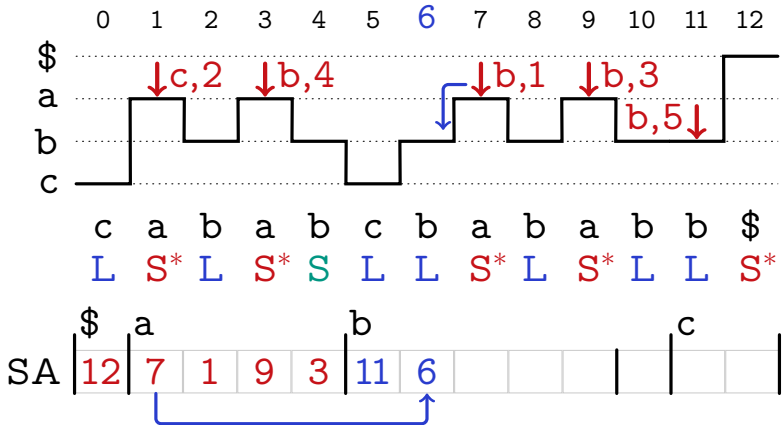 0 1 2 3 4 5 6 7 8 9 10 11 12
$
c,2 b,4 b,1 b,3
a
b,5
b
c
c a b a b c b a b a b b $
L S* L S* S L L S* L S* L L S*
$ a b c
SA 12 7 1 9 3 11 6